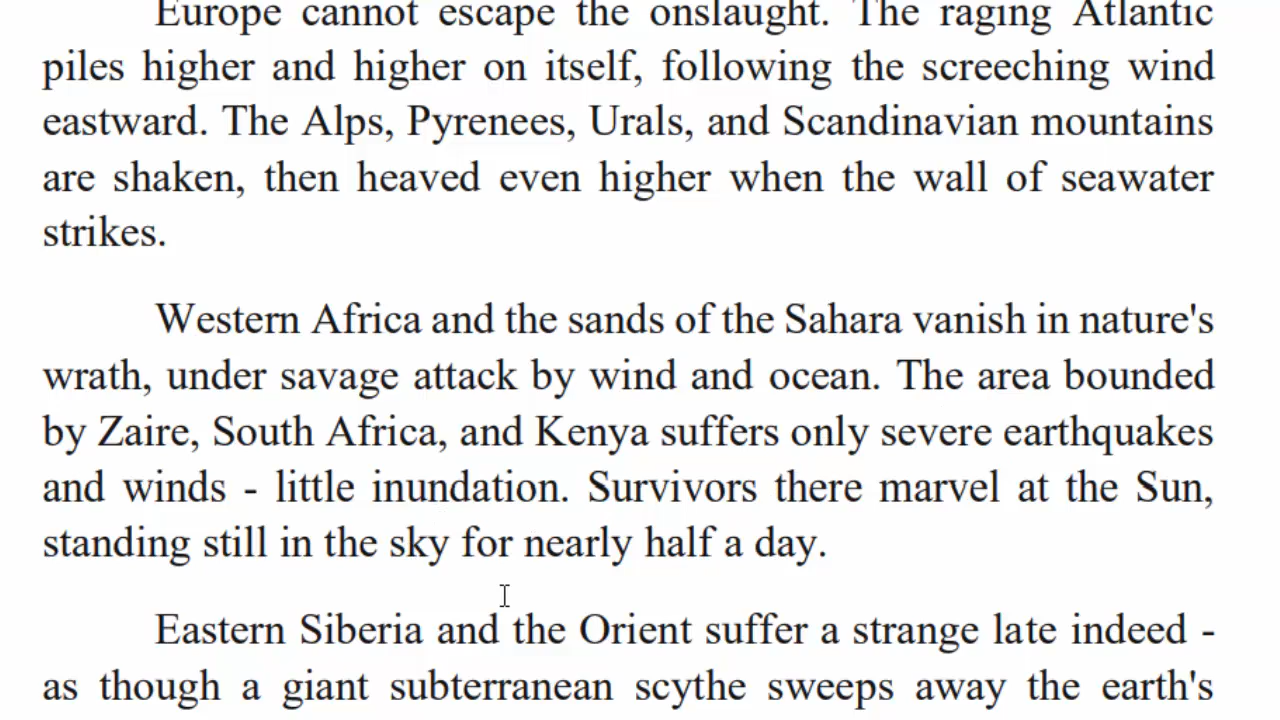 Europe cannot escape the onslaught. The raging Atlantic
piles higher and higher on itself, following the screeching wind
eastward. The Alps, Pyrenees, Urals, and Scandinavian mountains
are shaken, then heaved even higher when the wall of seawater
strikes.
Western Africa and the sands of the Sahara vanish in nature's
wrath, under savage attack by wind and ocean. The area bounded
by Zaire, South Africa, and Kenya suffers only severe earthquakes
and winds - little inundation. Survivors there marvel at the Sun,
standing still in the sky for nearly half a day.
Eastern Siberia and the Orient suffer a strange late indeed -
as though a giant subterranean scythe sweeps away the earth's